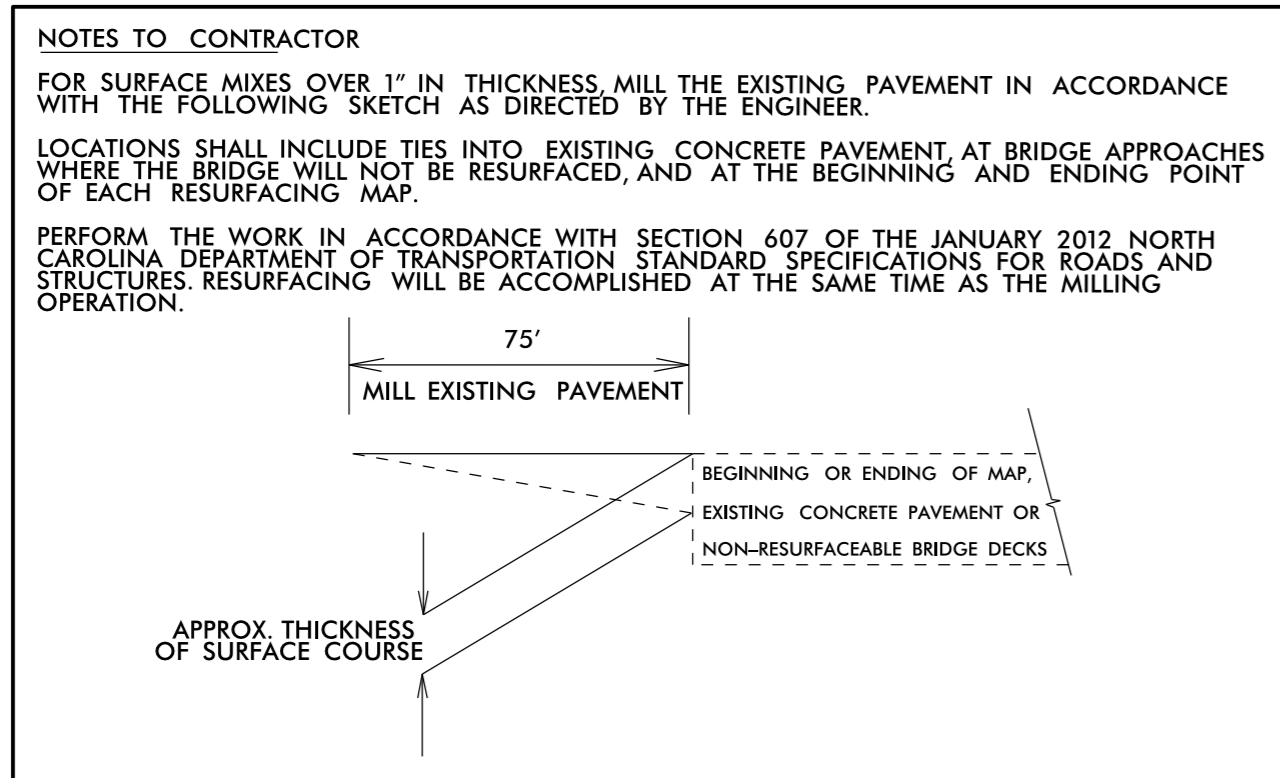 NOTES TO CONTRACTOR
FOR SURFACE MIXES OVER 1" IN THICKNESS, MILL THE EXISTING PAVEMENT IN ACCORDANCE
WITH THE FOLLOWING SKETCH AS DIRECTED BY THE ENGINEER.
LOCATIONS SHALL INCLUDE TIES INTO EXISTING CONCRETE PAVEMENT, AT BRIDGE APPROACHES
WHERE THE BRIDGE WILL NOT BE RESURFACED, AND AT THE BEGINNING AND ENDING POINT
OF EACH RESURFACING MAP.
PERFORM THE WORK IN ACCORDANCE WITH SECTION 607 OF THE JANUARY 2012 NORTH
CAROLINA DEPARTMENT OF TRANSPORTATION STANDARD SPECIFICATIONS FOR ROADS AND
STRUCTURES. RESURFACING WILL BE ACCOMPLISHED AT THE SAME TIME AS THE MILLING
OPERATION.
75'
MILL EXISTING PAVEMENT
BEGINNING OR ENDING OF MAP,
EXISTING CONCRETE PAVEMENT OR
NON–RESURFACEABLE BRIDGE DECKS
APPROX. THICKNESS
OF SURFACE COURSE